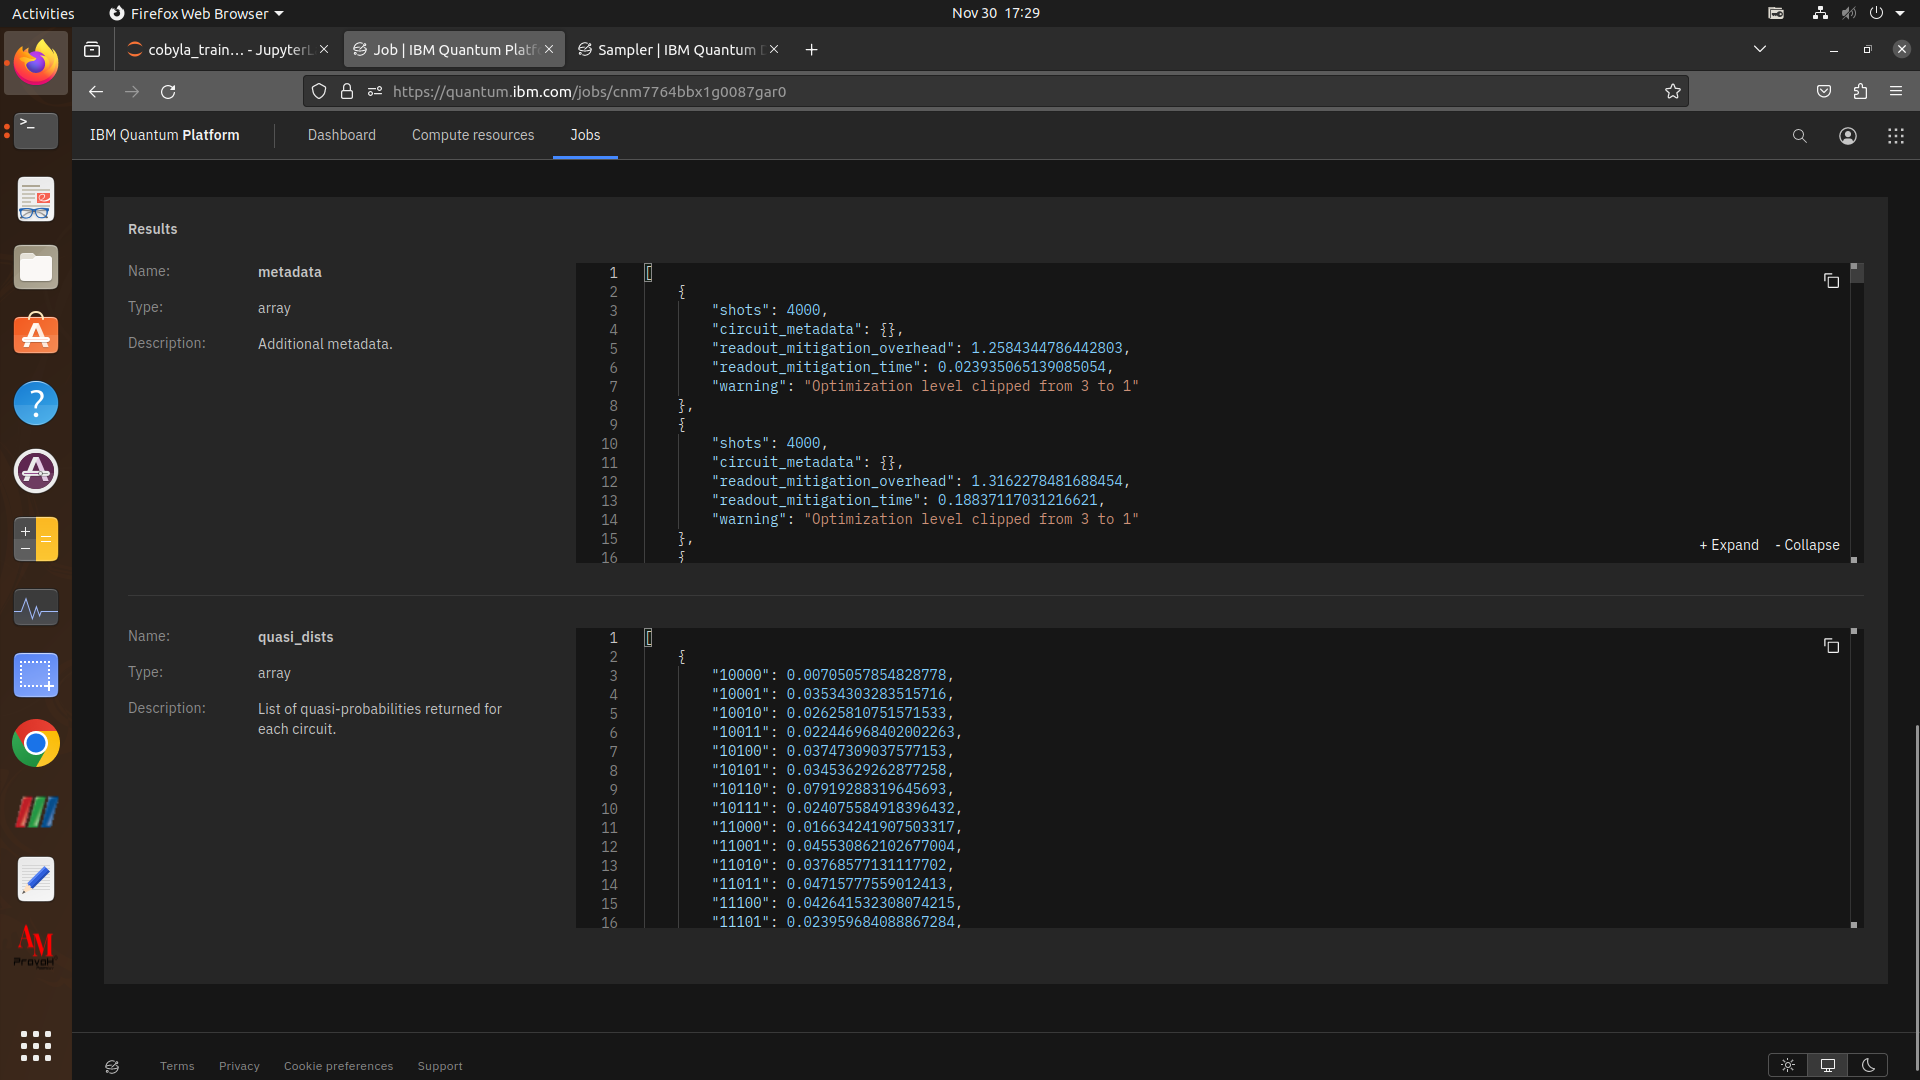 Activities
Firefox Web Browser
Nov 30 17:29
cobyla_train… - JupyterL
Job | IBM Quantum Platf
Sampler | IBM Quantum D
https://quantum.ibm.com/jobs/cnm7764bbx1g0087gar0
IBM Quantum Platform
Dashboard
Compute resources
Jobs
Results
Name: metadata
Type: array
Description: Additional metadata.
1 [
2 {
3 "shots": 4000,
4 "circuit_metadata": {},
5 "readout_mitigation_overhead": 1.2584344786442803,
6 "readout_mitigation_time": 0.023935065139085054,
7 "warning": "Optimization level clipped from 3 to 1"
8 },
9 {
10 "shots": 4000,
11 "circuit_metadata": {},
12 "readout_mitigation_overhead": 1.3162278481688454,
13 "readout_mitigation_time": 0.18837117031216621,
14 "warning": "Optimization level clipped from 3 to 1"
15 },
16 {
+ Expand - Collapse
Name: quasi_dists
Type: array
Description: List of quasi-probabilities returned for
each circuit.
1 [
2 {
3 "10000": 0.00705057854828778,
4 "10001": 0.03534303283515716,
5 "10010": 0.02625810751571533,
6 "10011": 0.022446968402002263,
7 "10100": 0.03747309037577153,
8 "10101": 0.03453629262877258,
9 "10110": 0.07919288319645693,
10 "10111": 0.024075584918396432,
11 "11000": 0.016634241907503317,
12 "11001": 0.045530862102677004,
13 "11010": 0.03768577131117702,
14 "11011": 0.04715777559012413,
15 "11100": 0.042641532308074215,
16 "11101": 0.023959684088867284,
AM
ProvaH
Terms
Privacy
Cookie preferences
Support